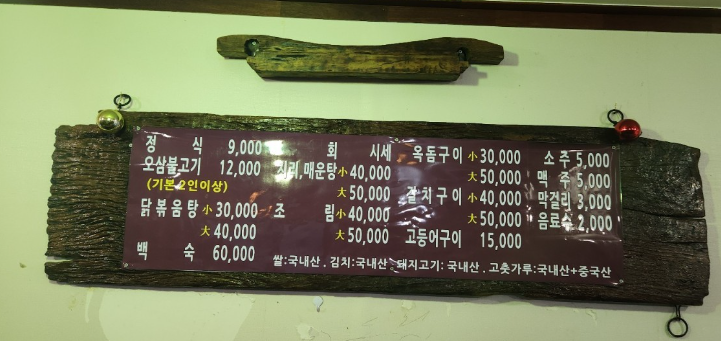 정 식 9,000
오삼불고기 12,000
(기본 2인이상)
닭볶음탕 小 30,000
大 40,000
백 숙 60,000
회 시세
지리,매운탕 小 40,000
大 50,000
조 림 小 40,000
大 50,000
옥돔구이 小 30,000
大 50,000
갈치구이 小 40,000
大 50,000
고등어구이 15,000
소 주 5,000
맥 주 5,000
막걸리 3,000
음료수 2,000
쌀:국내산 . 김치:국내산 . 돼지고기: 국내산 . 고춧가루:국내산+중국산